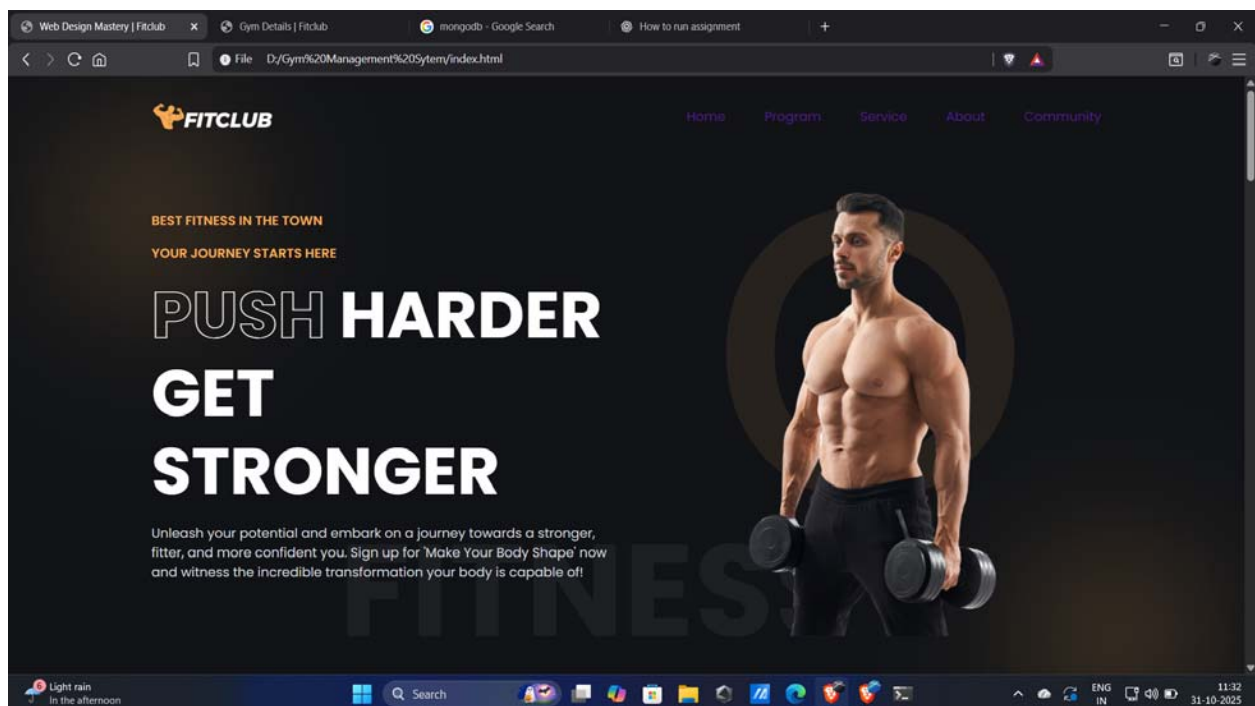 Web Design Mastery | Fitclub
Gym Details | Fitclub
mongodb - Google Search
How to run assignment
File D:/Gym%20Management%20Sytem/index.html
FITCLUB
Home Program Service About Community
BEST FITNESS IN THE TOWN
YOUR JOURNEY STARTS HERE
PUSH HARDER
GET
STRONGER
Unleash your potential and embark on a journey towards a stronger,
fitter, and more confident you. Sign up for 'Make Your Body Shape' now
and witness the incredible transformation your body is capable of!
FITNESS
6
Light rain
In the afternoon
Search
ENG
IN
11:32
31-10-2025